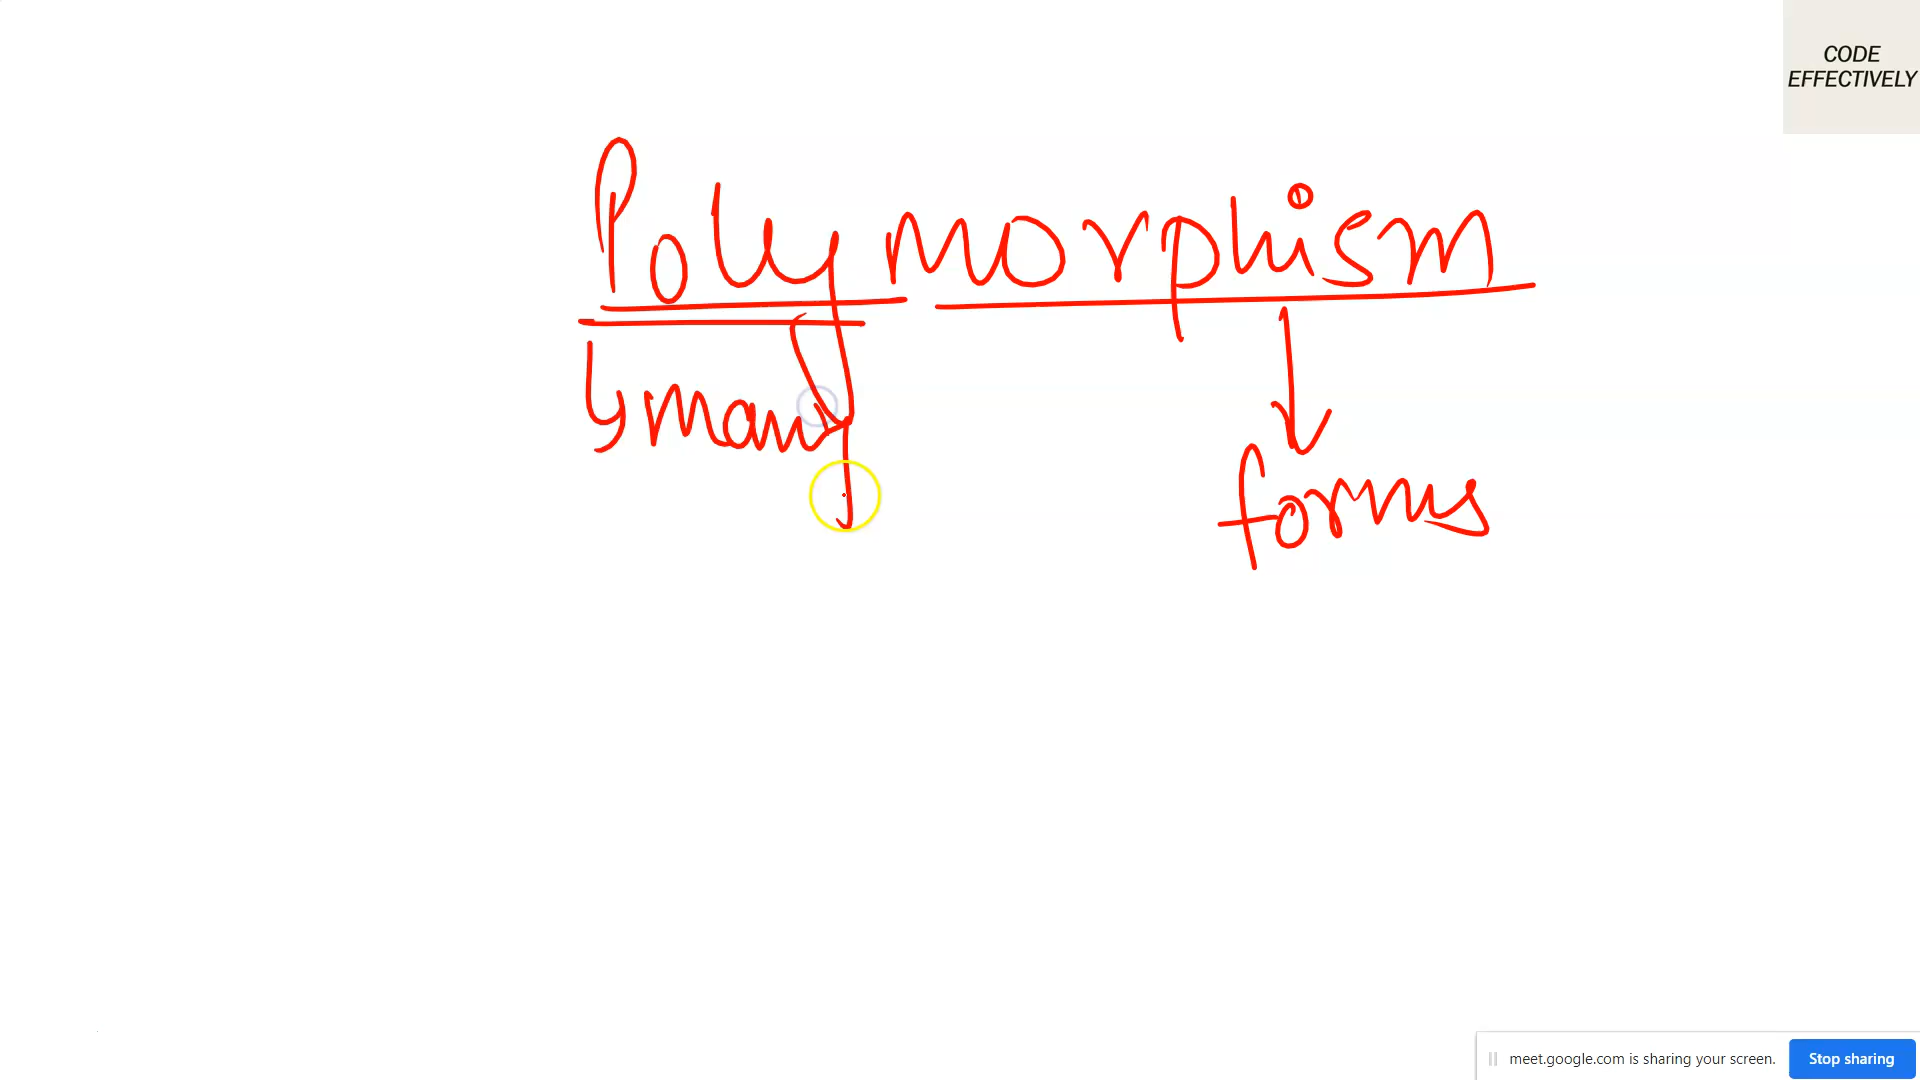 CODE
EFFECTIVELY
Polymorphism
many
forms
meet.google.com is sharing your screen.
Stop sharing